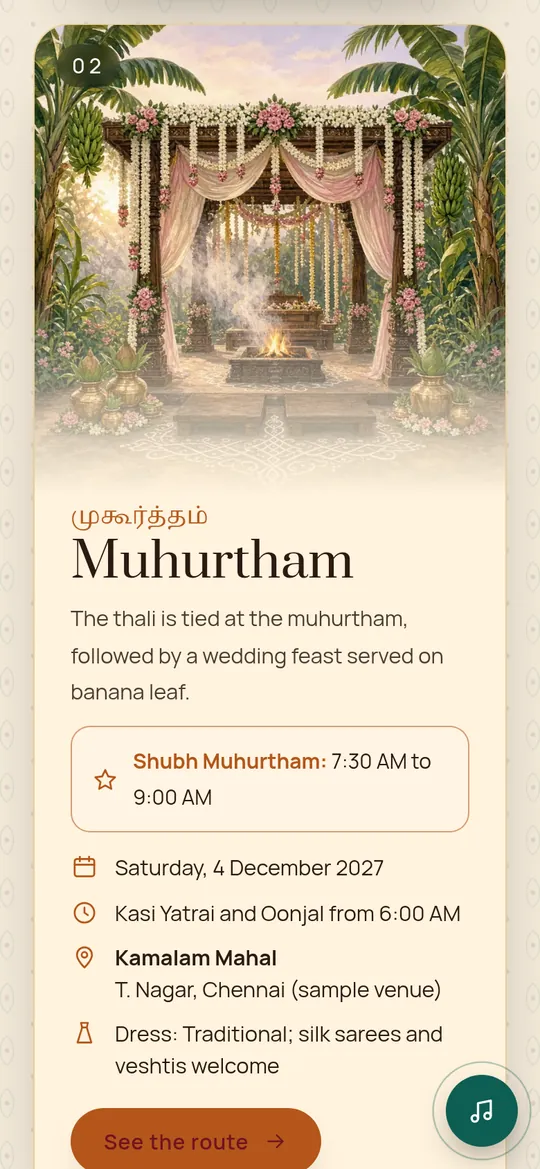 02
முகூர்த்தம்
Muhurtham
The thali is tied at the muhurtham,
followed by a wedding feast served on
banana leaf.
Shubh Muhurtham: 7:30 AM to
9:00 AM
Saturday, 4 December 2027
Kasi Yatrai and Oonjal from 6:00 AM
Kamalam Mahal
T. Nagar, Chennai (sample venue)
Dress: Traditional; silk sarees and
veshtis welcome
See the route →